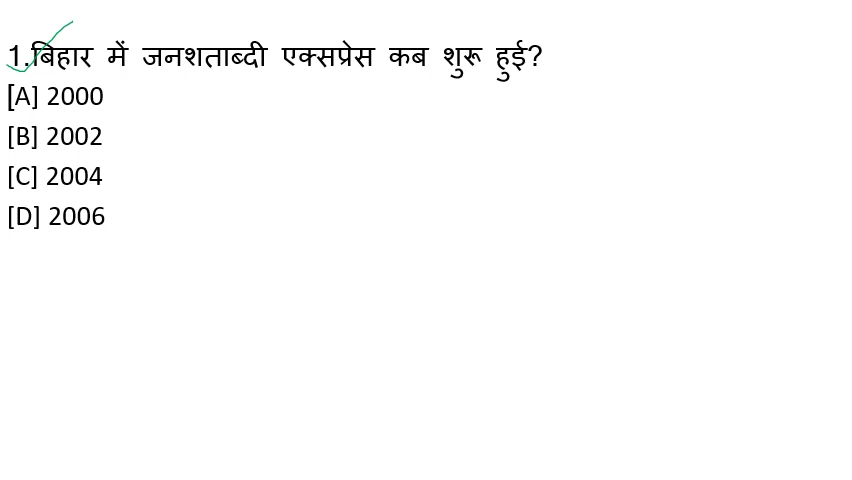 1.बिहार में जनशताब्दी एक्सप्रेस कब शुरू हुई?
[A] 2000
[B] 2002
[C] 2004
[D] 2006